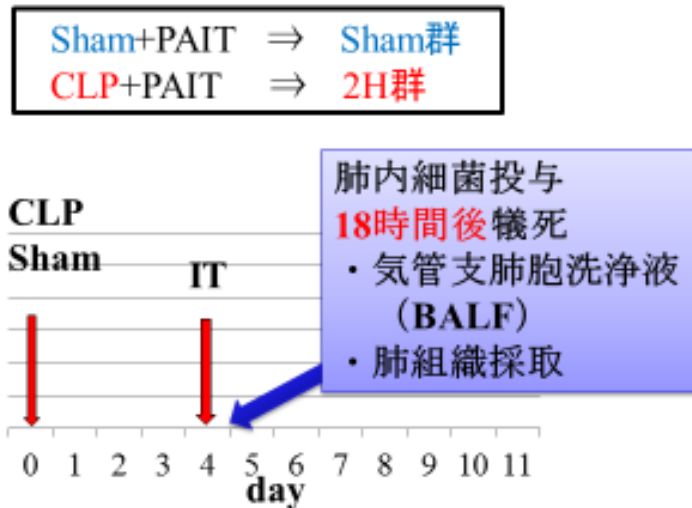 Sham+PAIT ⇒ Sham群
CLP+PAIT ⇒ 2H群
肺内細菌投与
18時間後犠死
・気管支肺胞洗浄液
（BALF）
・肺組織採取
CLP
Sham
IT
0 1 2 3 4 5 6 7 8 9 10 11
day